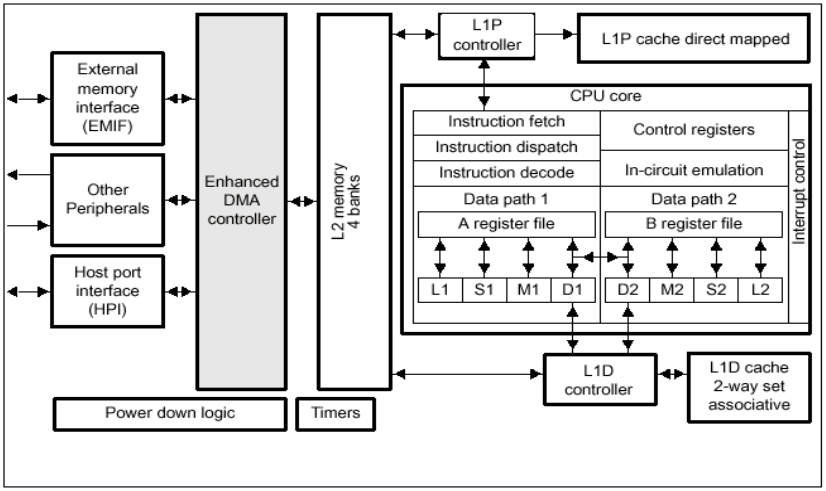 External
memory
interface
(EMIF)
Other
Peripherals
Host port
interface
(HPI)
Enhanced
DMA
controller
L2 memory
4 banks
L1P
controller
L1P cache direct mapped
CPU core
Instruction fetch
Instruction dispatch
Instruction decode
Control registers
In-circuit emulation
Interrupt control
Data path 1
Data path 2
A register file
B register file
L1 S1 M1 D1
D2 M2 S2 L2
L1D
controller
L1D cache
2-way set
associative
Power down logic
Timers